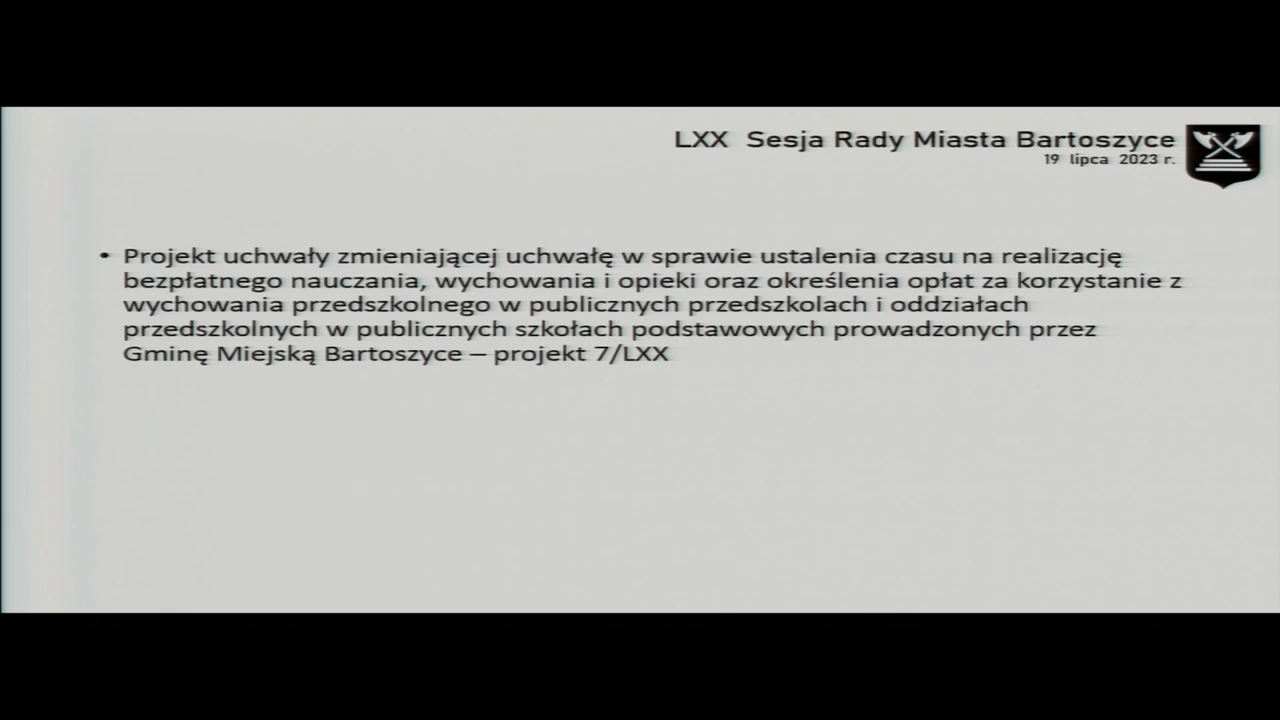 LXX Sesja Rady Miasta Bartoszyce
19 lipca 2023 r.
• Projekt uchwały zmieniającej uchwałę w sprawie ustalenia czasu na realizację
bezpłatnego nauczania, wychowania i opieki oraz określenia opłat za korzystanie z
wychowania przedszkolnego w publicznych przedszkolach i oddziałach
przedszkolnych w publicznych szkołach podstawowych prowadzonych przez
Gminę Miejską Bartoszyce – projekt 7/LXX